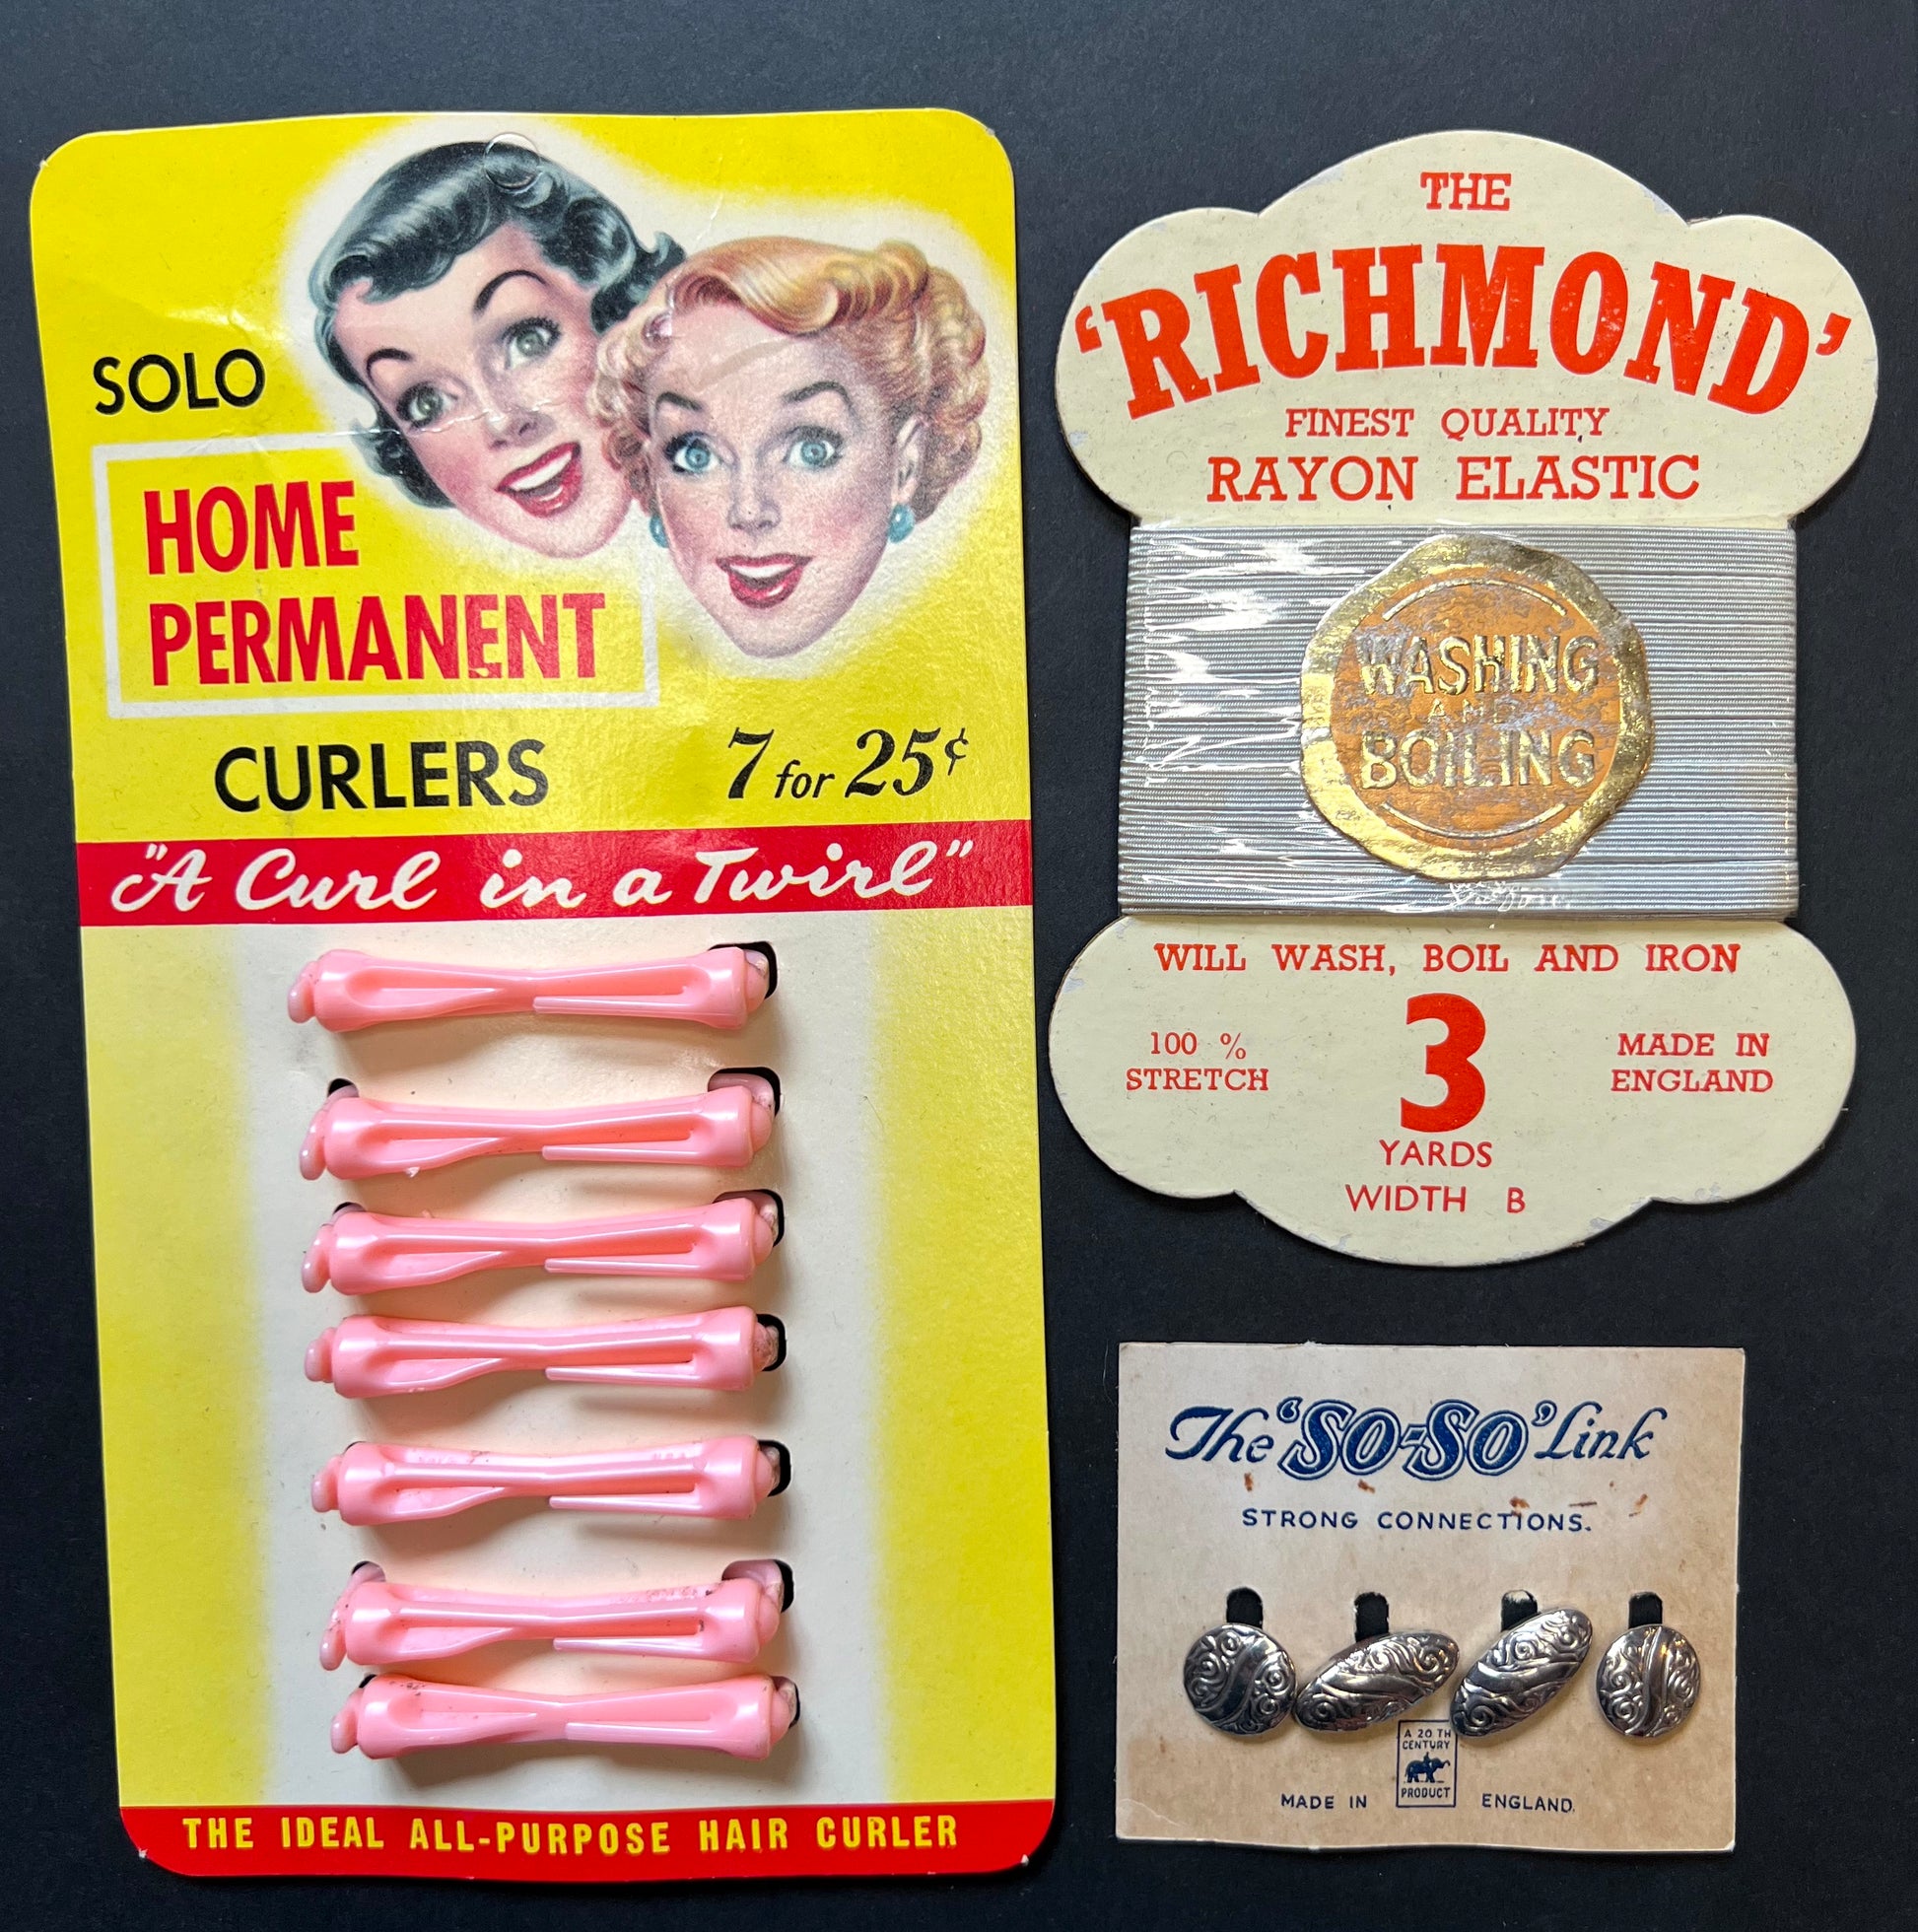 SOLO
HOME
PERMANENT
CURLERS
7 for 25¢
"A Curl in a Twirl"
THE IDEAL ALL-PURPOSE HAIR CURLER
THE
'RICHMOND'
FINEST QUALITY
RAYON ELASTIC
WASHING
AND
BOILING
WILL WASH, BOIL AND IRON
100 %
STRETCH
3
YARDS
WIDTH B
MADE IN
ENGLAND
The 'SO-SO' Link
STRONG CONNECTIONS.
A 20TH
CENTURY
PRODUCT
MADE IN ENGLAND.